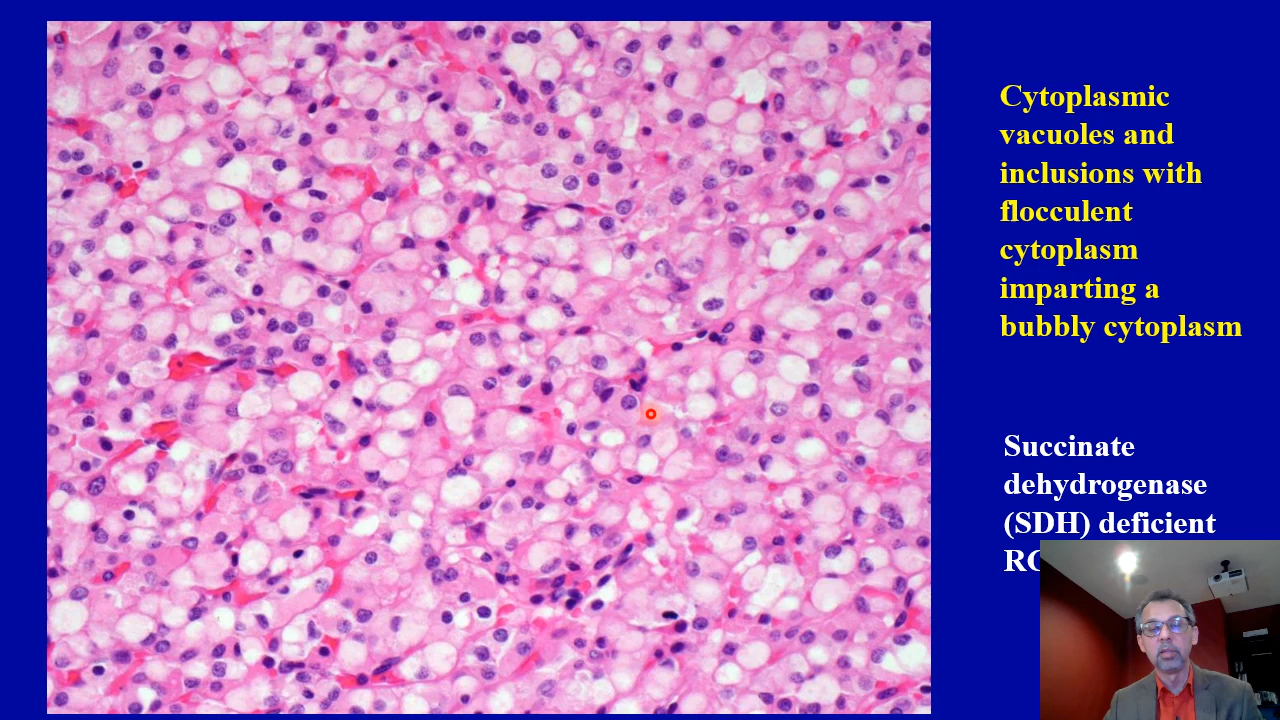 Cytoplasmic
vacuoles and
inclusions with
flocculent
cytoplasm
imparting a
bubbly cytoplasm
Succinate
dehydrogenase
(SDH) deficient